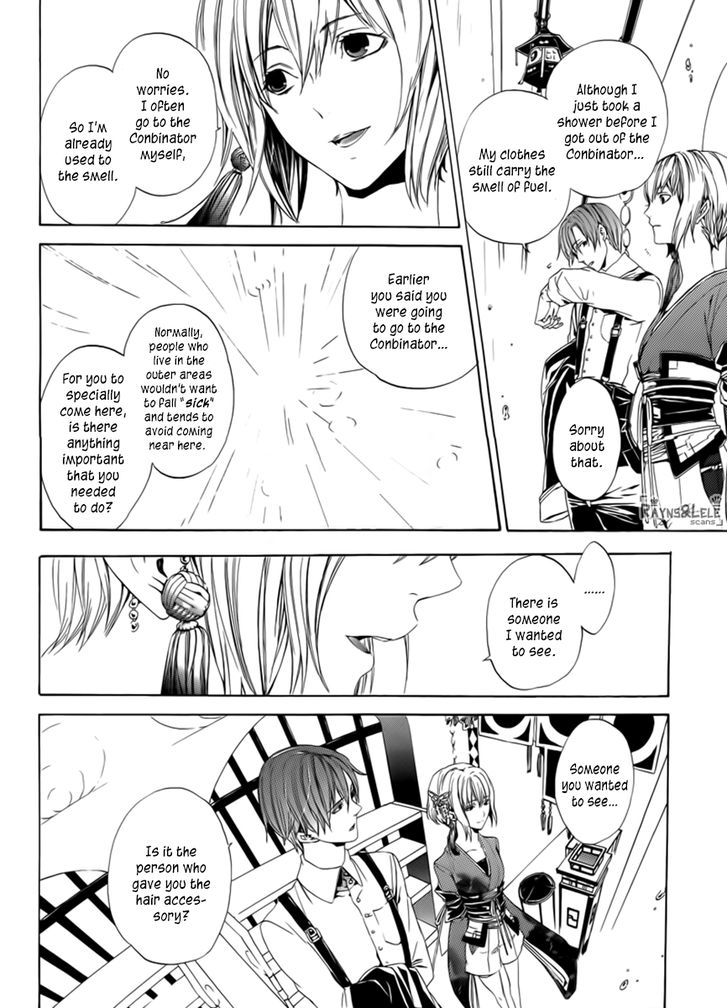 Although I
just took a
shower before I
got out of the
Conbinator...
My clothes
still carry the
smell of fuel.
Sorry
about
that.
No
worries.
I often
go to the
Conbinator
myself,
So I'm
already
used to
the smell.
Earlier
you said you
were going
to go to the
Conbinator...
Normally,
people who
live in the
outer areas
wouldn't want
to fall "sick"
and tends to
avoid coming
near here.
For you to
specially
come here,
is there
anything
important
that you
needed
to do?
RAYNS&LELE
scans
......
There is
someone
I wanted
to see.
Someone
you wanted
to see...
Is it the
person who
gave you the
hair acces-
sory?